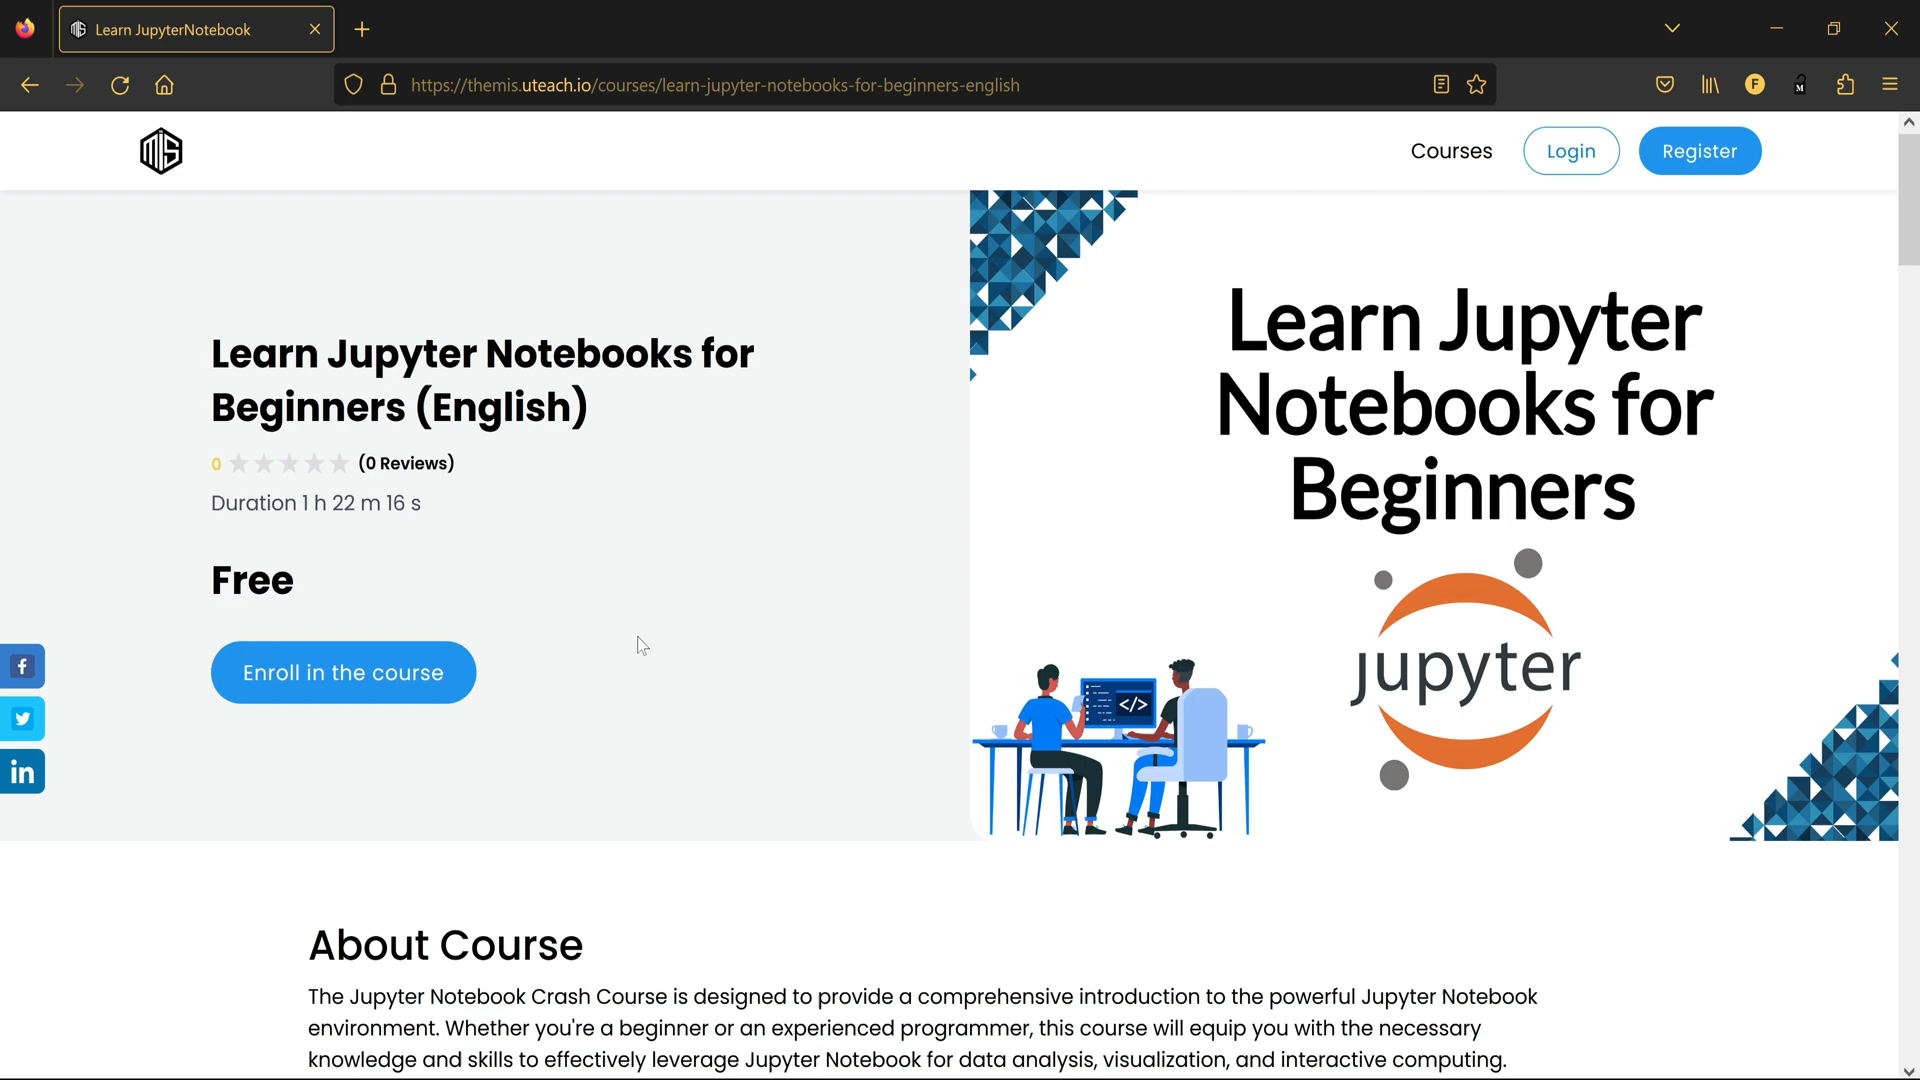 Learn JupyterNotebook
https://themis.uteach.io/courses/learn-jupyter-notebooks-for-beginners-english
F
M
MIS
Courses
Login
Register
Learn Jupyter Notebooks for
Beginners (English)
0 (0 Reviews)
Duration 1 h 22 m 16 s
Free
Enroll in the course
f
in
Learn Jupyter
Notebooks for
Beginners
jupyter
</>
About Course
The Jupyter Notebook Crash Course is designed to provide a comprehensive introduction to the powerful Jupyter Notebook
environment. Whether you're a beginner or an experienced programmer, this course will equip you with the necessary
knowledge and skills to effectively leverage Jupyter Notebook for data analysis, visualization, and interactive computing.